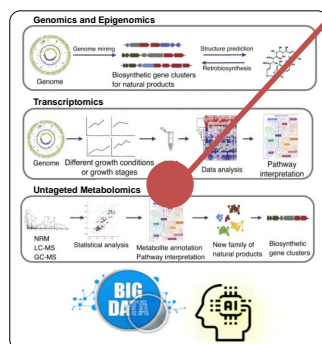 Genomics and Epigenomics
Genome mining
Structure prediction
Retrobiosynthesis
Genome
Biosynthetic gene clusters
for natural products
Transcriptomics
Genome
Different growth conditions
or growth stages
Data analysis
Pathway
interpretation
Untageted Metabolomics
NRM
LC-MS
GC-MS
Statistical analysis
Metabolite annotation
Pathway interpretation
New family of
natural products
Biosynthetic
gene clusters
BIG
DATA
AI